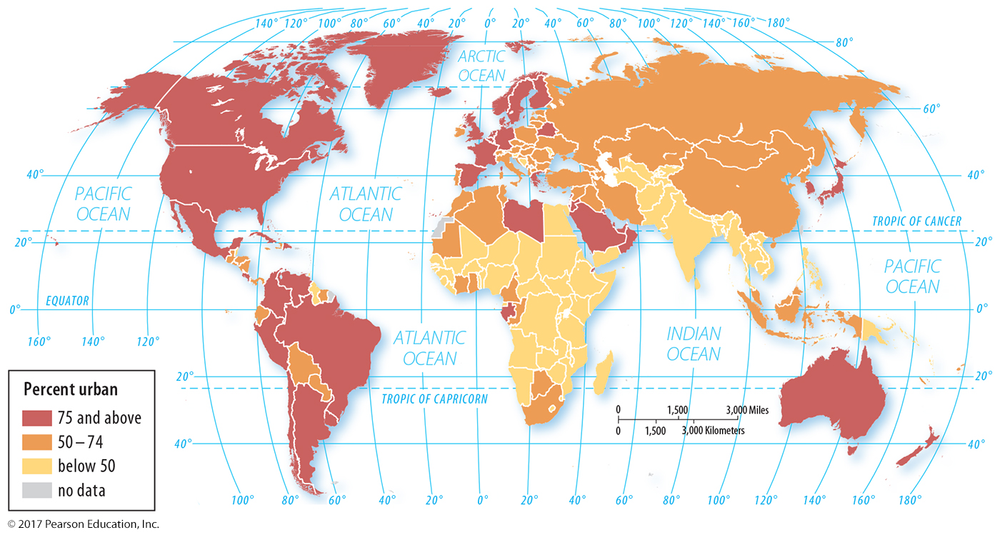 140° 120° 100° 80° 60° 40° 20° 0° 20° 40° 60° 80° 100° 120° 140° 160° 180°
80°
ARCTIC
OCEAN
60°
40°
40°
PACIFIC
OCEAN
ATLANTIC
OCEAN
TROPIC OF CANCER
20°
20°
PACIFIC
OCEAN
EQUATOR
0°
0°
160° 140° 120°
ATLANTIC
OCEAN
INDIAN
OCEAN
20°
20°
TROPIC OF CAPRICORN
0 1,500 3,000 Miles
0 1,500 3,000 Kilometers
40°
40°
100° 80° 60° 40° 20° 0° 20° 40° 60° 80° 100° 120° 140° 160° 180°
Percent urban
75 and above
50–74
below 50
no data
© 2017 Pearson Education, Inc.